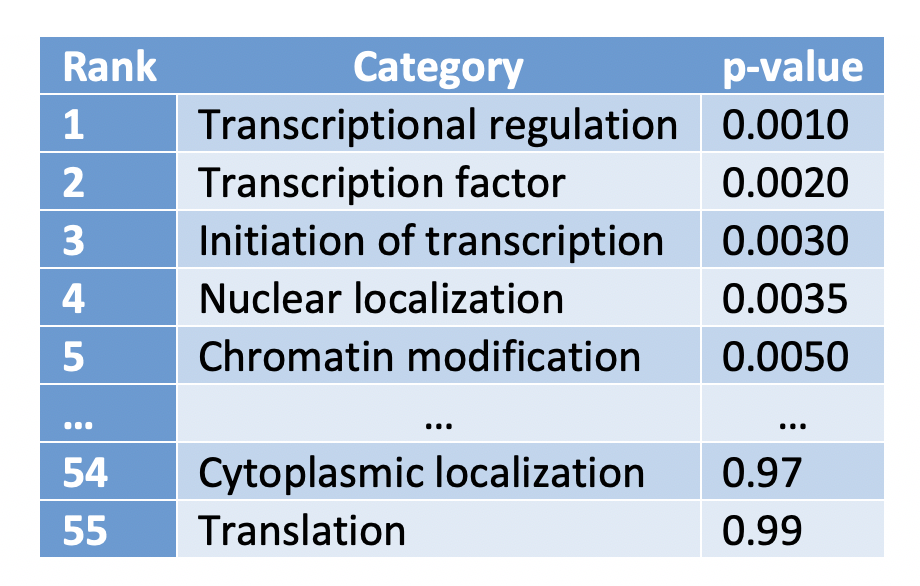 Rank Category p-value
1 Transcriptional regulation 0.0010
2 Transcription factor 0.0020
3 Initiation of transcription 0.0030
4 Nuclear localization 0.0035
5 Chromatin modification 0.0050
... ... ...
54 Cytoplasmic localization 0.97
55 Translation 0.99